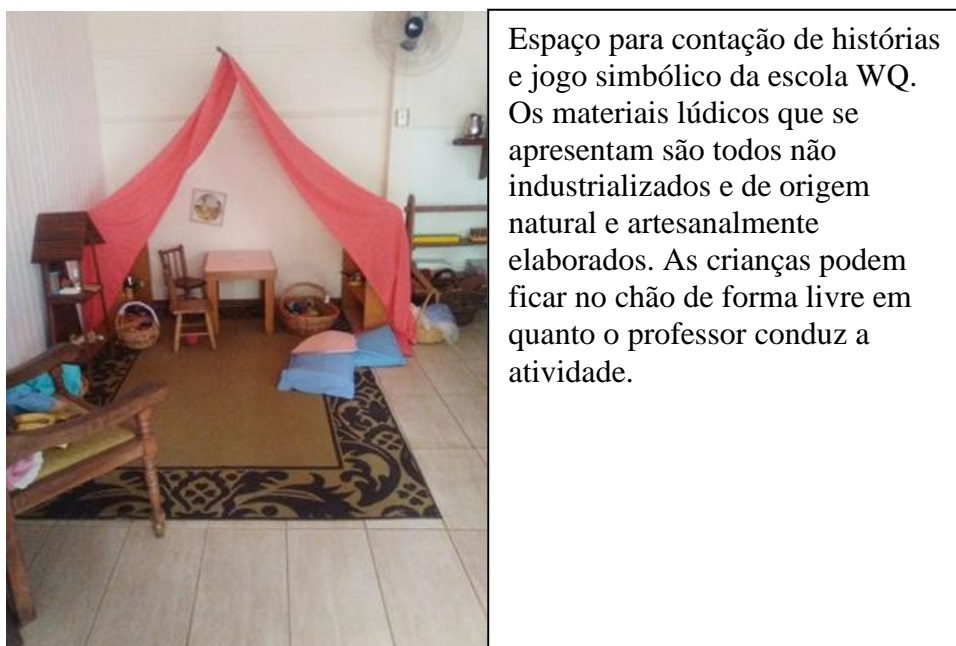 Espaço para contação de histórias
e jogo simbólico da escola WQ.
Os materiais lúdicos que se
apresentam são todos não
industrializados e de origem
natural e artesanalmente
elaborados. As crianças podem
ficar no chão de forma livre em
quanto o professor conduz a
atividade.